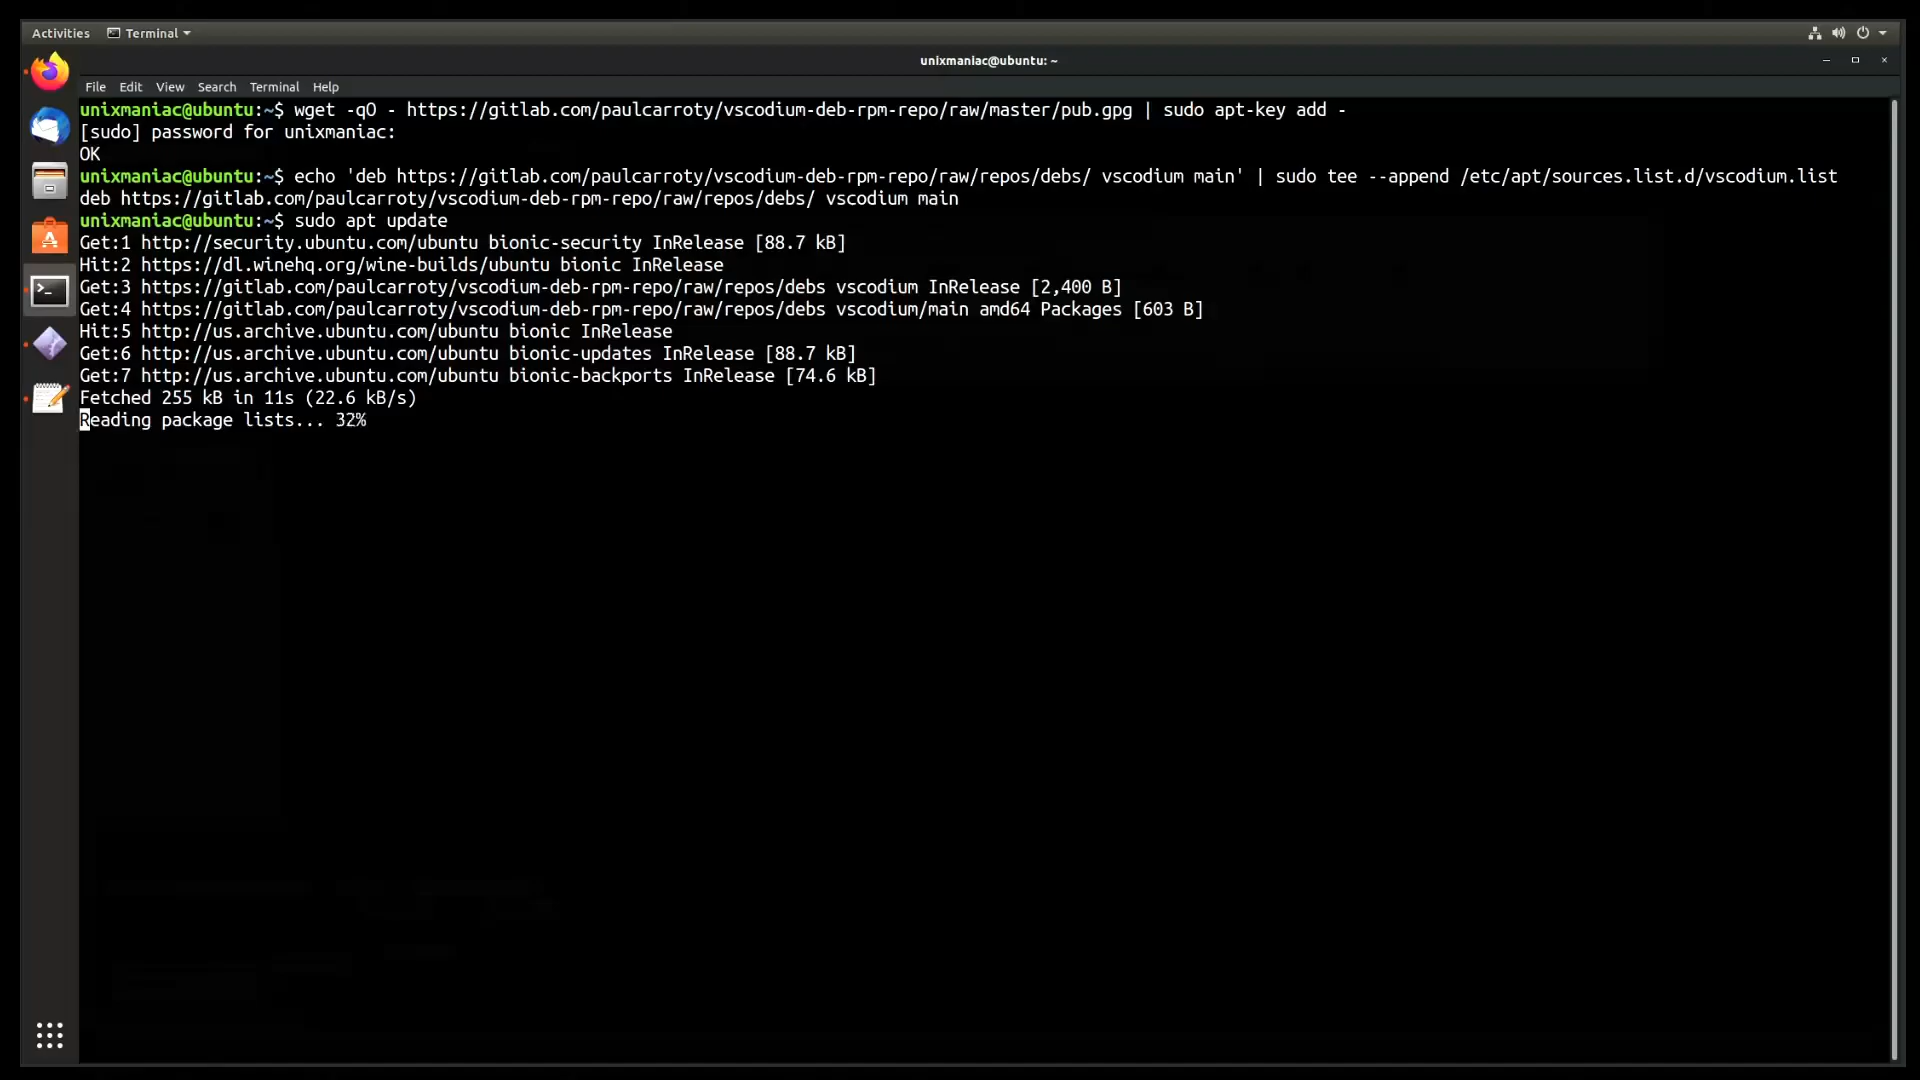 Activities Terminal
unixmaniac@ubuntu: ~
File Edit View Search Terminal Help
unixmaniac@ubuntu:~$ wget -qO - https://gitlab.com/paulcarroty/vscodium-deb-rpm-repo/raw/master/pub.gpg | sudo apt-key add -
[sudo] password for unixmaniac:
OK
unixmaniac@ubuntu:~$ echo 'deb https://gitlab.com/paulcarroty/vscodium-deb-rpm-repo/raw/repos/debs/ vscodium main' | sudo tee --append /etc/apt/sources.list.d/vscodium.list
deb https://gitlab.com/paulcarroty/vscodium-deb-rpm-repo/raw/repos/debs/ vscodium main
unixmaniac@ubuntu:~$ sudo apt update
Get:1 http://security.ubuntu.com/ubuntu bionic-security InRelease [88.7 kB]
Hit:2 https://dl.winehq.org/wine-builds/ubuntu bionic InRelease
Get:3 https://gitlab.com/paulcarroty/vscodium-deb-rpm-repo/raw/repos/debs vscodium InRelease [2,400 B]
Get:4 https://gitlab.com/paulcarroty/vscodium-deb-rpm-repo/raw/repos/debs vscodium/main amd64 Packages [603 B]
Hit:5 http://us.archive.ubuntu.com/ubuntu bionic InRelease
Get:6 http://us.archive.ubuntu.com/ubuntu bionic-updates InRelease [88.7 kB]
Get:7 http://us.archive.ubuntu.com/ubuntu bionic-backports InRelease [74.6 kB]
Fetched 255 kB in 11s (22.6 kB/s)
Reading package lists... 32%